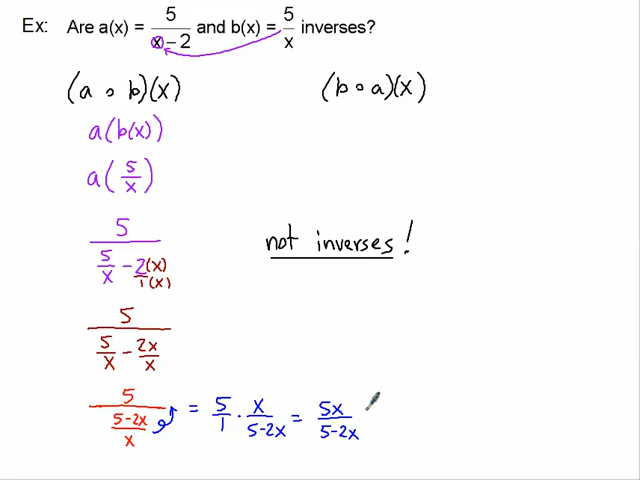 Ex: Are a(x) = 5/(x – 2) and b(x) = 5/x inverses?
(a ∘ b)(x)
(b ∘ a)(x)
a(b(x))
a(5/x)
5/(5/x – 2(x)/1(x))
not inverses!
5/(5/x – 2x/x)
5/((5-2x)/x) = 5/1 · x/(5-2x) = 5x/(5-2x)